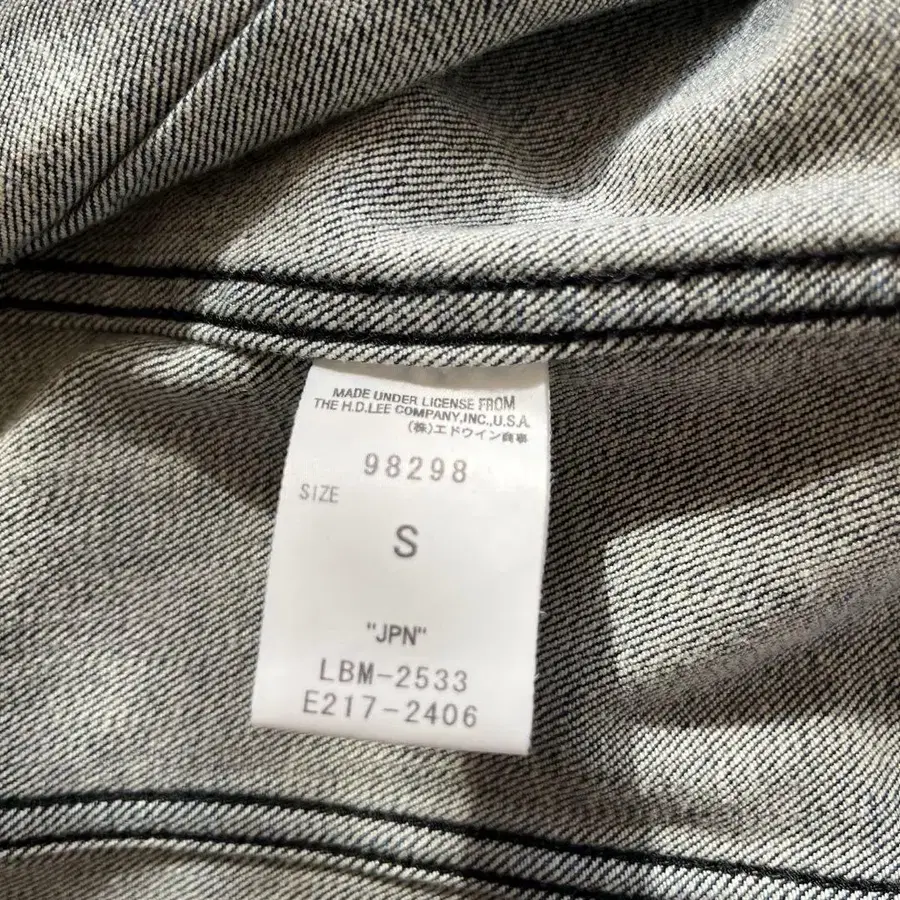 MADE UNDER LICENSE FROM
THE H.D.LEE COMPANY,INC.,U.S.A.
(株)エドウイン商事
98298
SIZE
S
"JPN"
LBM-2533
E217-2406